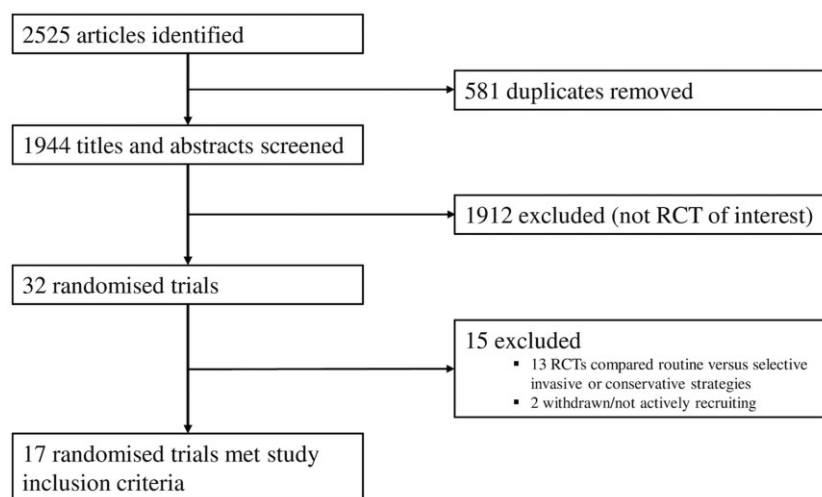 2525 articles identified
581 duplicates removed
1944 titles and abstracts screened
1912 excluded (not RCT of interest)
32 randomised trials
15 excluded
▪ 13 RCTs compared routine versus selective
invasive or conservative strategies
▪ 2 withdrawn/not actively recruiting
17 randomised trials met study
inclusion criteria